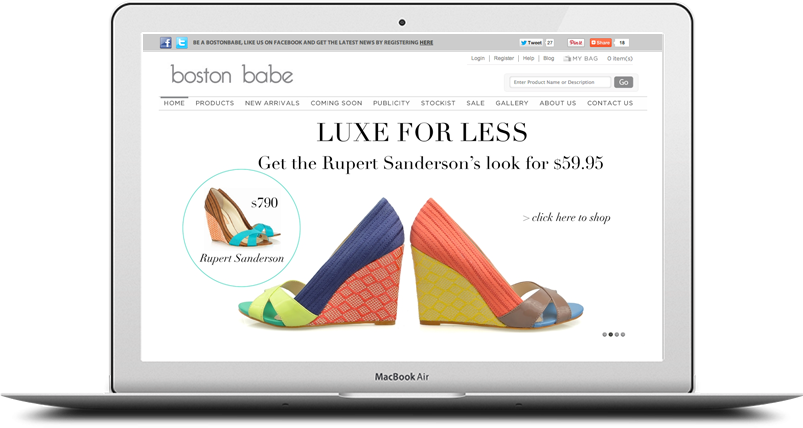 BE A BOSTONBABE, LIKE US ON FACEBOOK AND GET THE LATEST NEWS BY REGISTERING HERE
Tweet 27 Pin it Share 18
Login | Register | Help | Blog MY BAG 0 item(s)
boston babe
Enter Product Name or Description Go
HOME PRODUCTS NEW ARRIVALS COMING SOON PUBLICITY STOCKIST SALE GALLERY ABOUT US CONTACT US
LUXE FOR LESS
Get the Rupert Sanderson's look for $59.95
$790
Rupert Sanderson
> click here to shop
MacBook Air